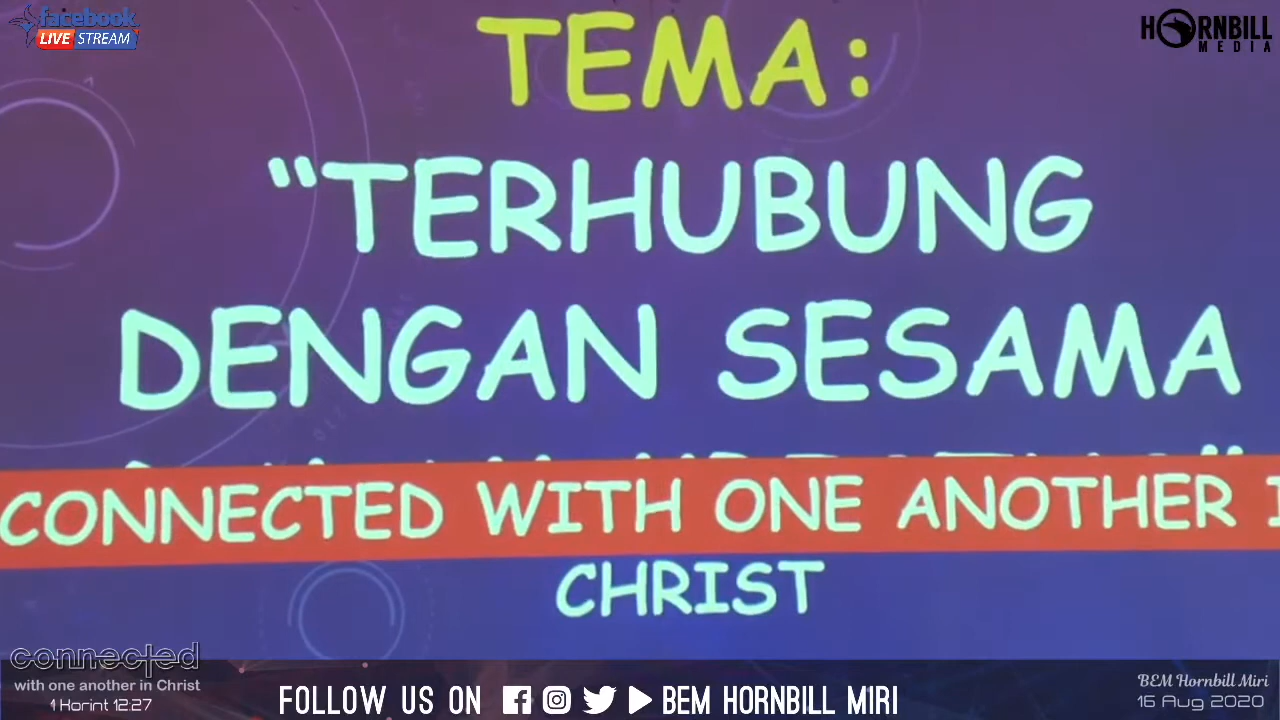 facebook
LIVE STREAM
HORNBILL
MEDIA
TEMA:
"TERHUBUNG
DENGAN SESAMA
CONNECTED WITH ONE ANOTHER
CHRIST
connected
with one another in Christ
1 Horint 12:27
FOLLOW US ON BEM HORNBILL MIRI
BEM Hornbill Miri
16 Aug 2020